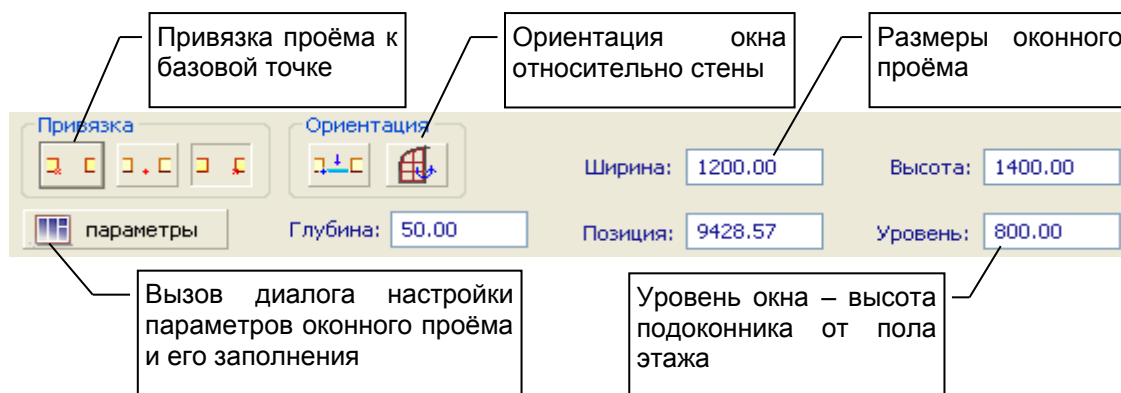 Привязка проёма к
базовой точке
Ориентация окна
относительно стены
Размеры оконного
проёма
Привязка
Ориентация
Ширина: 1200.00
Высота: 1400.00
параметры
Глубина: 50.00
Позиция: 9428.57
Уровень: 800.00
Вызов диалога настройки
параметров оконного проёма
и его заполнения
Уровень окна – высота
подоконника от пола
этажа